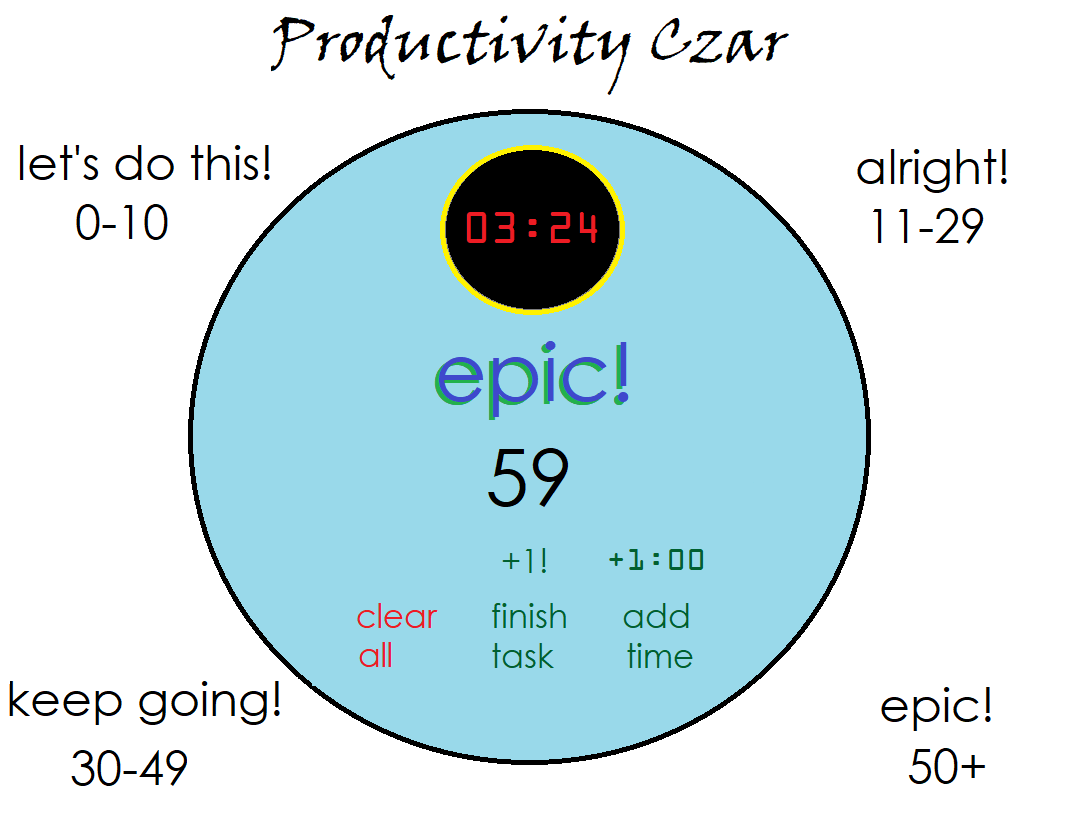 Productivity Czar
let's do this!
0-10
alright!
11-29
03:24
epic!
59
+1!
+1:00
clear
all
finish
task
add
time
keep going!
30-49
epic!
50+